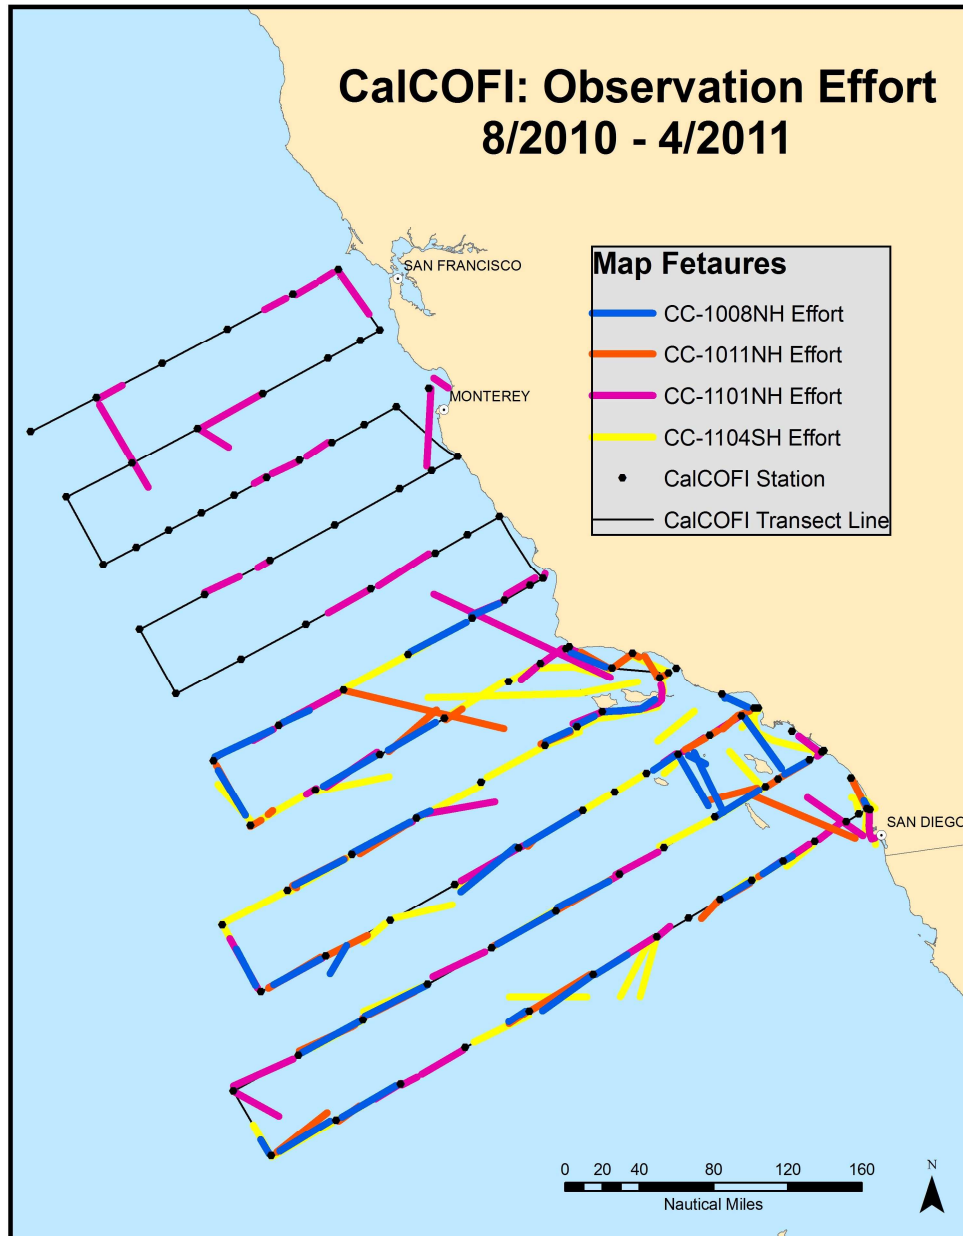 CalCOFI: Observation Effort
8/2010 - 4/2011
SAN FRANCISCO
Map Fetaures
CC-1008NH Effort
CC-1011NH Effort
CC-1101NH Effort
CC-1104SH Effort
CalCOFI Station
CalCOFI Transect Line
MONTEREY
SAN DIEGO
0 20 40 80 120 160
Nautical Miles
N